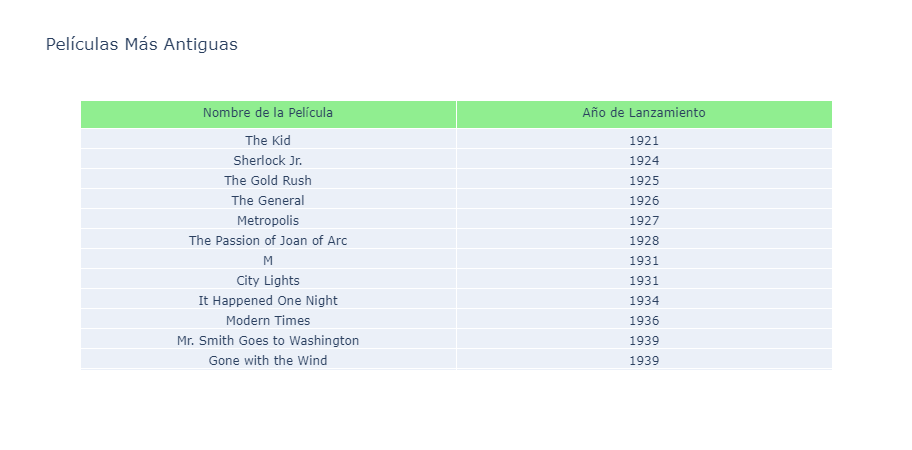 Películas Más Antiguas
Nombre de la Película Año de Lanzamiento
The Kid 1921
Sherlock Jr. 1924
The Gold Rush 1925
The General 1926
Metropolis 1927
The Passion of Joan of Arc 1928
M 1931
City Lights 1931
It Happened One Night 1934
Modern Times 1936
Mr. Smith Goes to Washington 1939
Gone with the Wind 1939